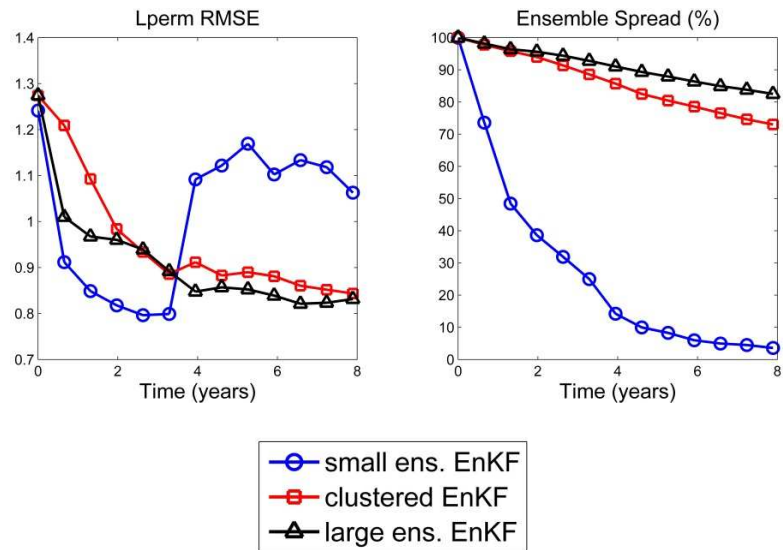 Lperm RMSE
1.4
1.3
1.2
1.1
1
0.9
0.8
0.7
0 2 4 6 8
Time (years)
Ensemble Spread (%)
100
90
80
70
60
50
40
30
20
10
0
0 2 4 6 8
Time (years)
small ens. EnKF
clustered EnKF
large ens. EnKF